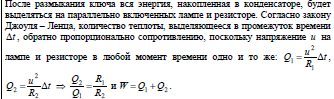 После размыкания ключа вся энергия, накопленная в конденсаторе, будет
выделяться на параллельно включенных лампе и резисторе. Согласно закону
Джоуля – Ленца, количество теплоты, выделяющееся в промежуток времени
Δt, обратно пропорционально сопротивлению, поскольку напряжение u на
лампе и резисторе в любой момент времени одно и то же: Q₁ = u²/R₁ Δt,
Q₂ = u²/R₂ Δt ⇒ Q₂/Q₁ = R₁/R₂ и W = Q₁ + Q₂.